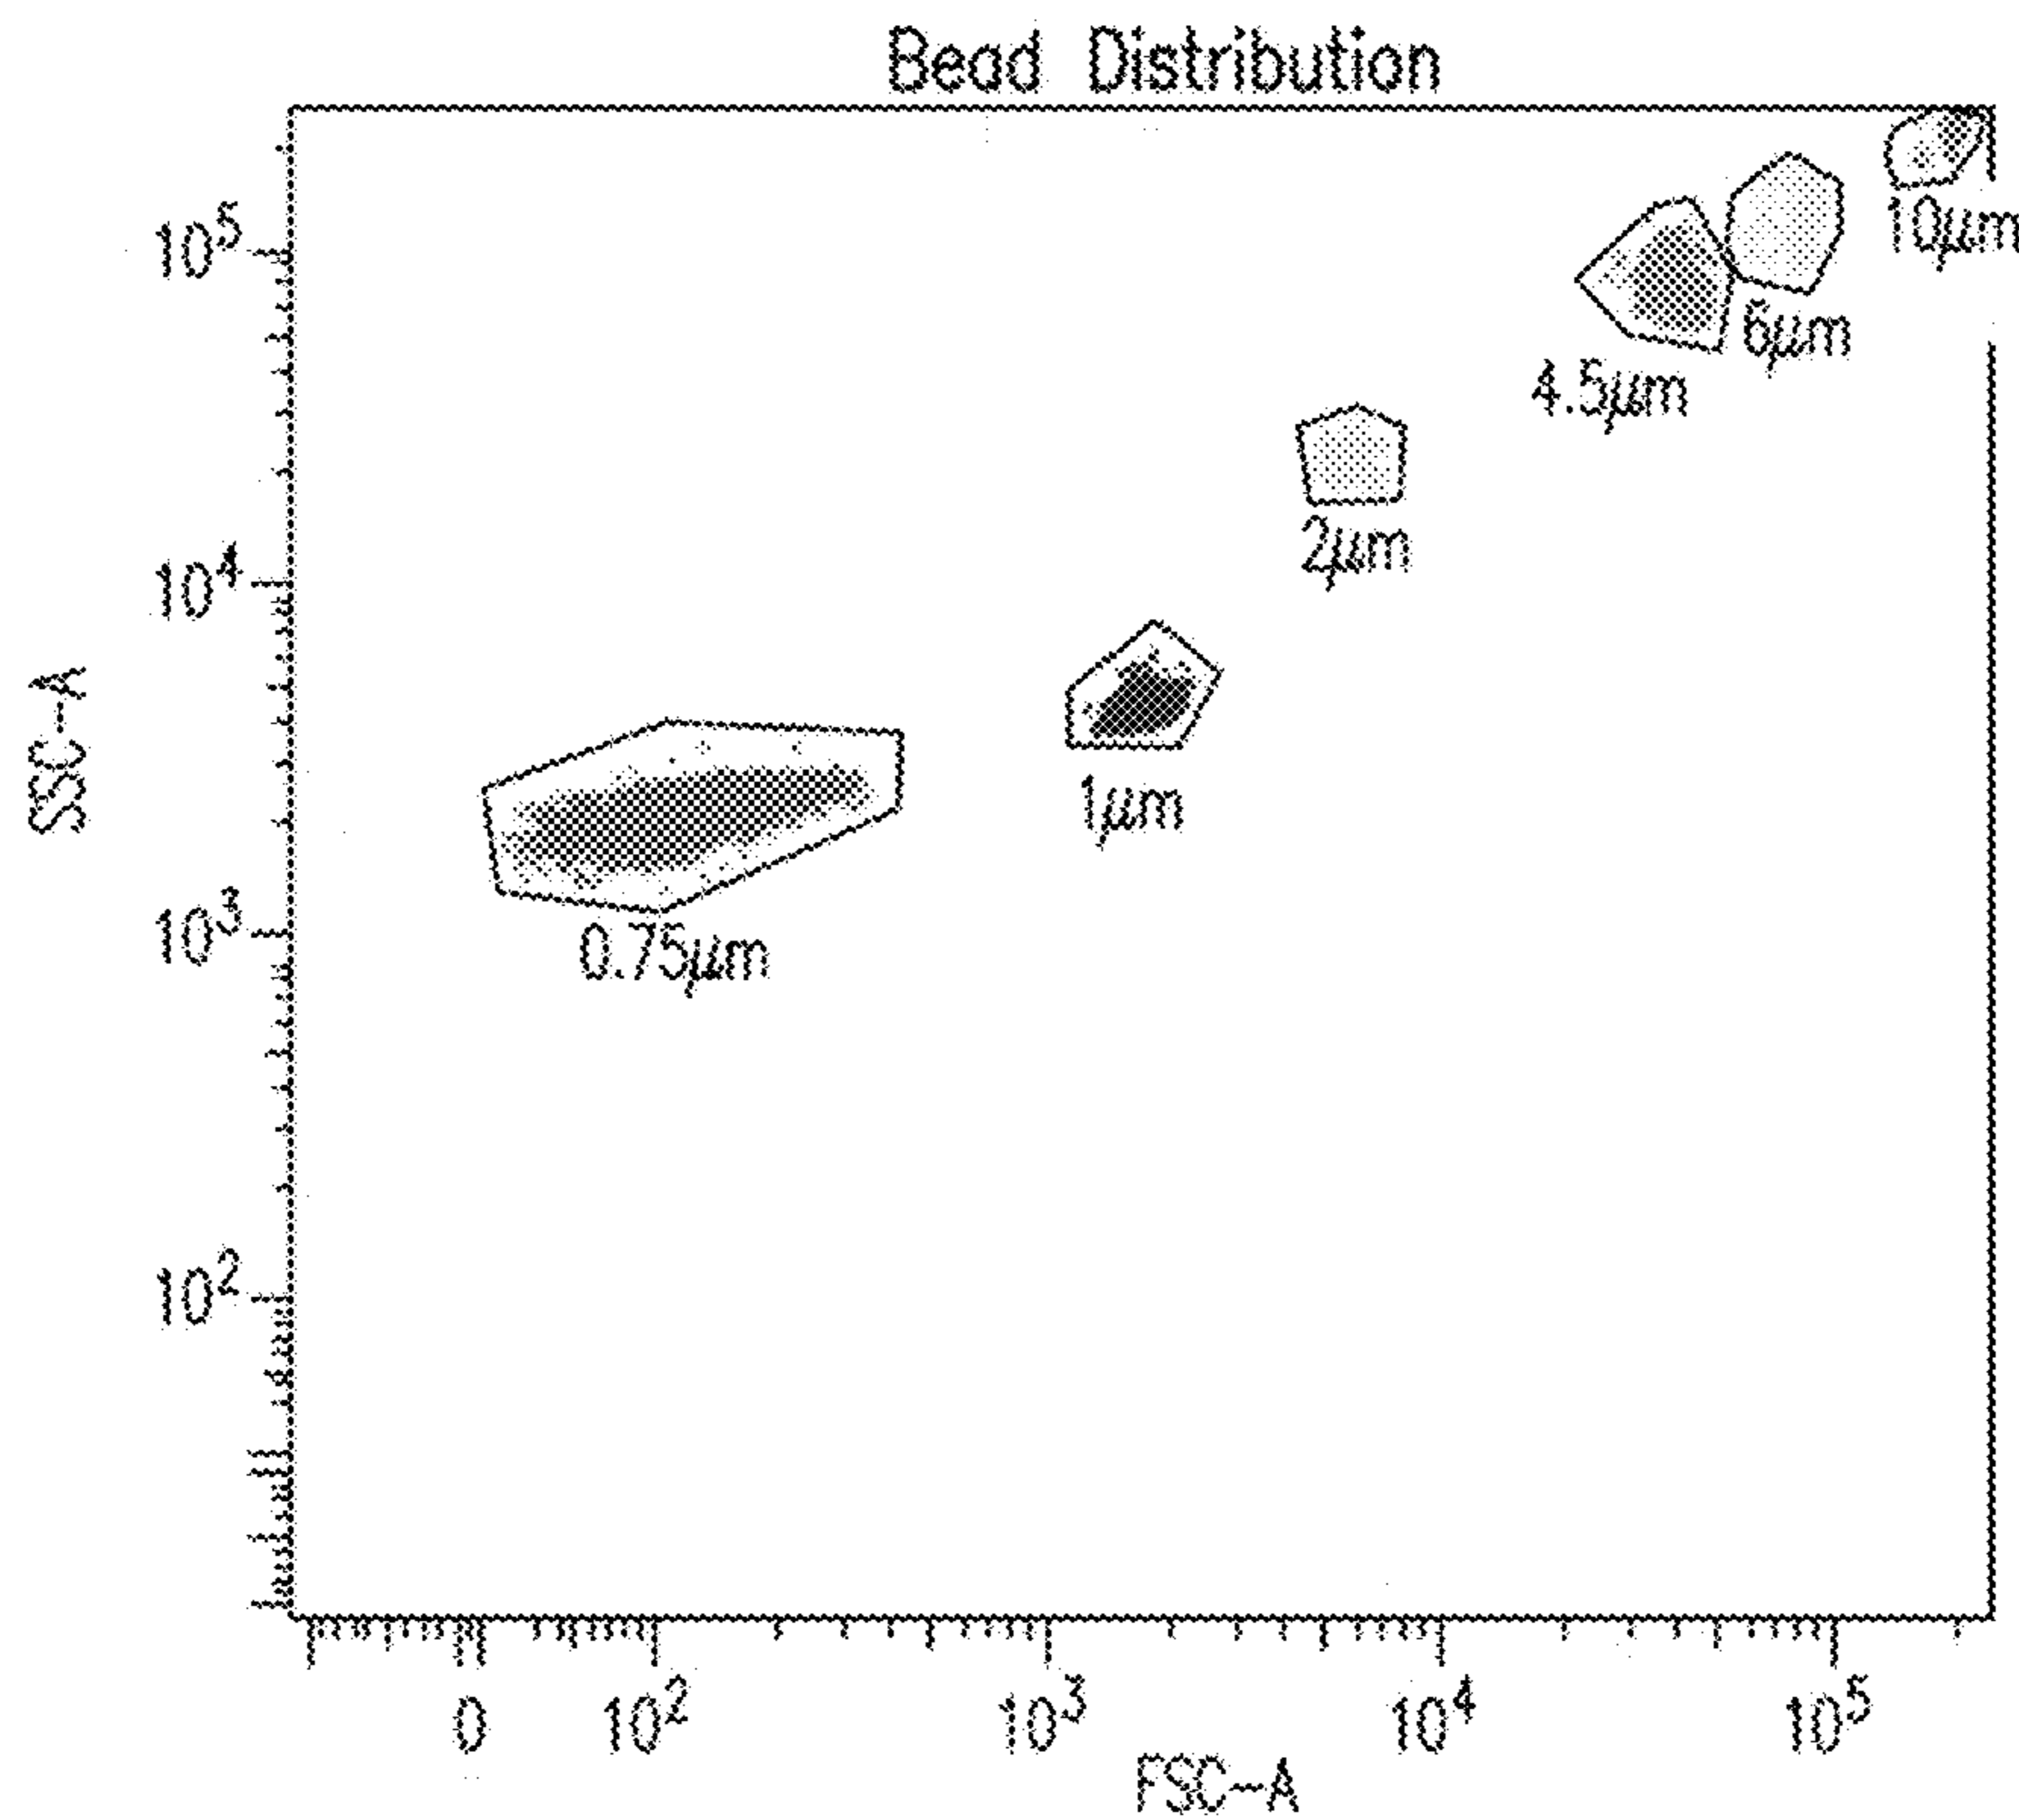 Bead Distribution
10⁵
10⁴
10³
10²
SSC-A
10µm
6µm
4.5µm
2µm
1µm
0.75µm
0
10²
10³
10⁴
10⁵
FSC-A